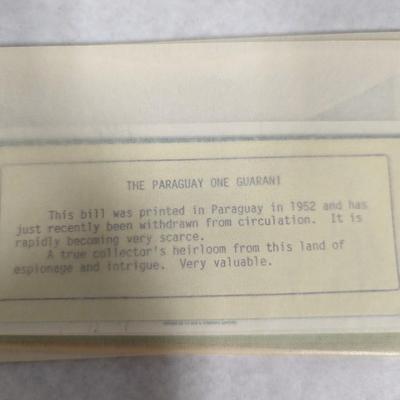 THE PARAGUAY ONE GUARANI
This bill was printed in Paraguay in 1952 and has
just recently been withdrawn from circulation. It is
rapidly becoming very scarce.
A true collector's heirloom from this land of
espionage and intrigue. Very valuable.